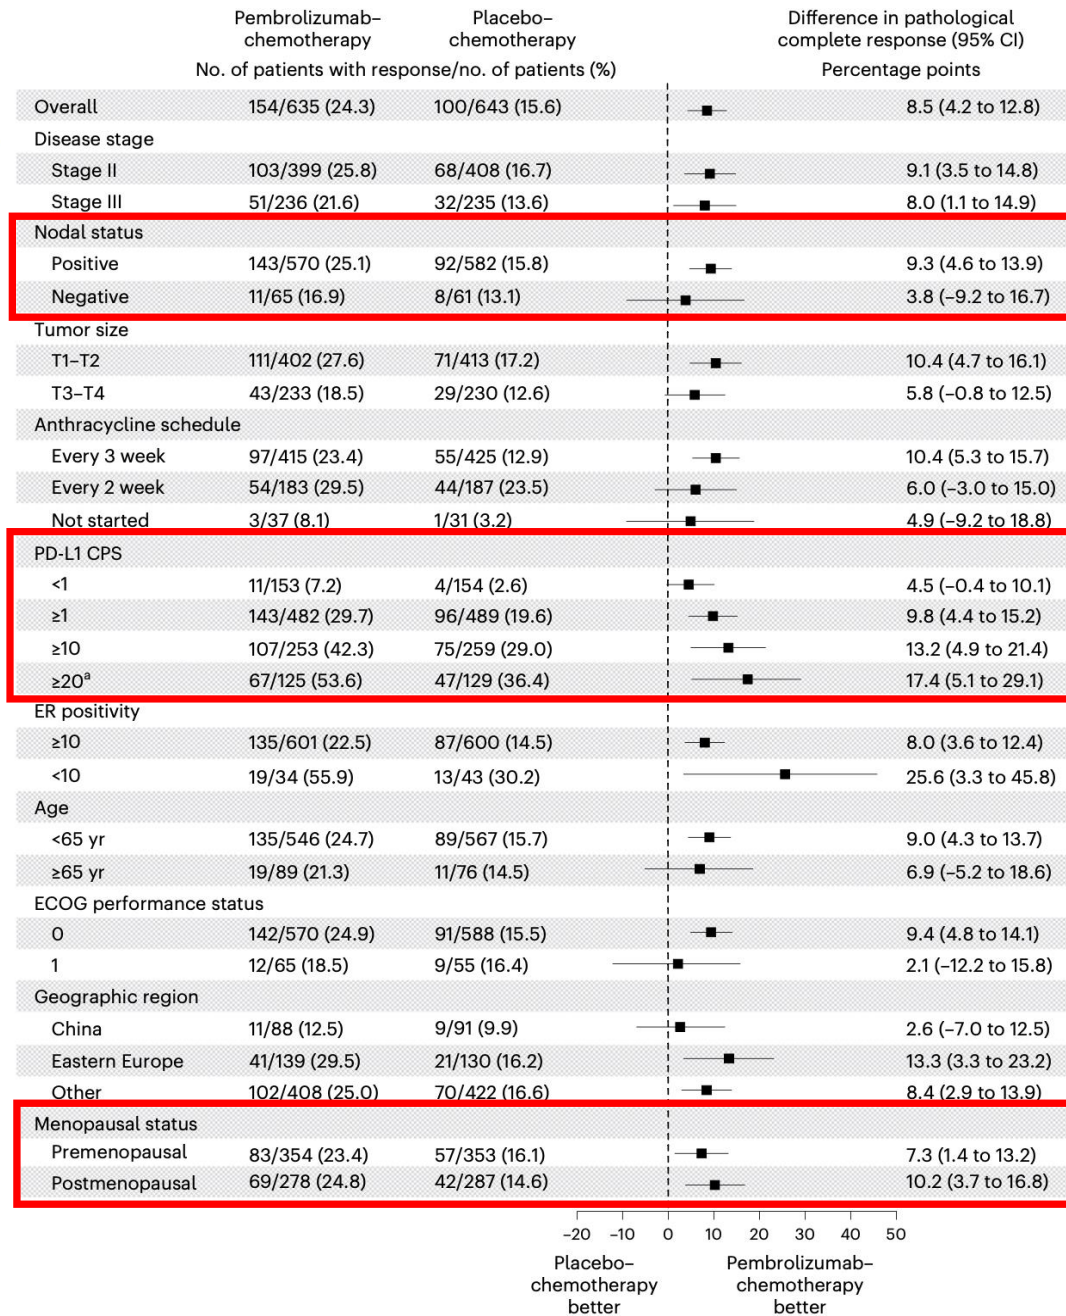 Pembrolizumab– Placebo– Difference in pathological
chemotherapy chemotherapy complete response (95% CI)
No. of patients with response/no. of patients (%) Percentage points
Overall 154/635 (24.3) 100/643 (15.6) 8.5 (4.2 to 12.8)
Disease stage
Stage II 103/399 (25.8) 68/408 (16.7) 9.1 (3.5 to 14.8)
Stage III 51/236 (21.6) 32/235 (13.6) 8.0 (1.1 to 14.9)
Nodal status
Positive 143/570 (25.1) 92/582 (15.8) 9.3 (4.6 to 13.9)
Negative 11/65 (16.9) 8/61 (13.1) 3.8 (–9.2 to 16.7)
Tumor size
T1–T2 111/402 (27.6) 71/413 (17.2) 10.4 (4.7 to 16.1)
T3–T4 43/233 (18.5) 29/230 (12.6) 5.8 (–0.8 to 12.5)
Anthracycline schedule
Every 3 week 97/415 (23.4) 55/425 (12.9) 10.4 (5.3 to 15.7)
Every 2 week 54/183 (29.5) 44/187 (23.5) 6.0 (–3.0 to 15.0)
Not started 3/37 (8.1) 1/31 (3.2) 4.9 (–9.2 to 18.8)
PD-L1 CPS
<1 11/153 (7.2) 4/154 (2.6) 4.5 (–0.4 to 10.1)
≥1 143/482 (29.7) 96/489 (19.6) 9.8 (4.4 to 15.2)
≥10 107/253 (42.3) 75/259 (29.0) 13.2 (4.9 to 21.4)
≥20ᵃ 67/125 (53.6) 47/129 (36.4) 17.4 (5.1 to 29.1)
ER positivity
≥10 135/601 (22.5) 87/600 (14.5) 8.0 (3.6 to 12.4)
<10 19/34 (55.9) 13/43 (30.2) 25.6 (3.3 to 45.8)
Age
<65 yr 135/546 (24.7) 89/567 (15.7) 9.0 (4.3 to 13.7)
≥65 yr 19/89 (21.3) 11/76 (14.5) 6.9 (–5.2 to 18.6)
ECOG performance status
0 142/570 (24.9) 91/588 (15.5) 9.4 (4.8 to 14.1)
1 12/65 (18.5) 9/55 (16.4) 2.1 (–12.2 to 15.8)
Geographic region
China 11/88 (12.5) 9/91 (9.9) 2.6 (–7.0 to 12.5)
Eastern Europe 41/139 (29.5) 21/130 (16.2) 13.3 (3.3 to 23.2)
Other 102/408 (25.0) 70/422 (16.6) 8.4 (2.9 to 13.9)
Menopausal status
Premenopausal 83/354 (23.4) 57/353 (16.1) 7.3 (1.4 to 13.2)
Postmenopausal 69/278 (24.8) 42/287 (14.6) 10.2 (3.7 to 16.8)
–20 –10 0 10 20 30 40 50
Placebo– Pembrolizumab–
chemotherapy chemotherapy
better better